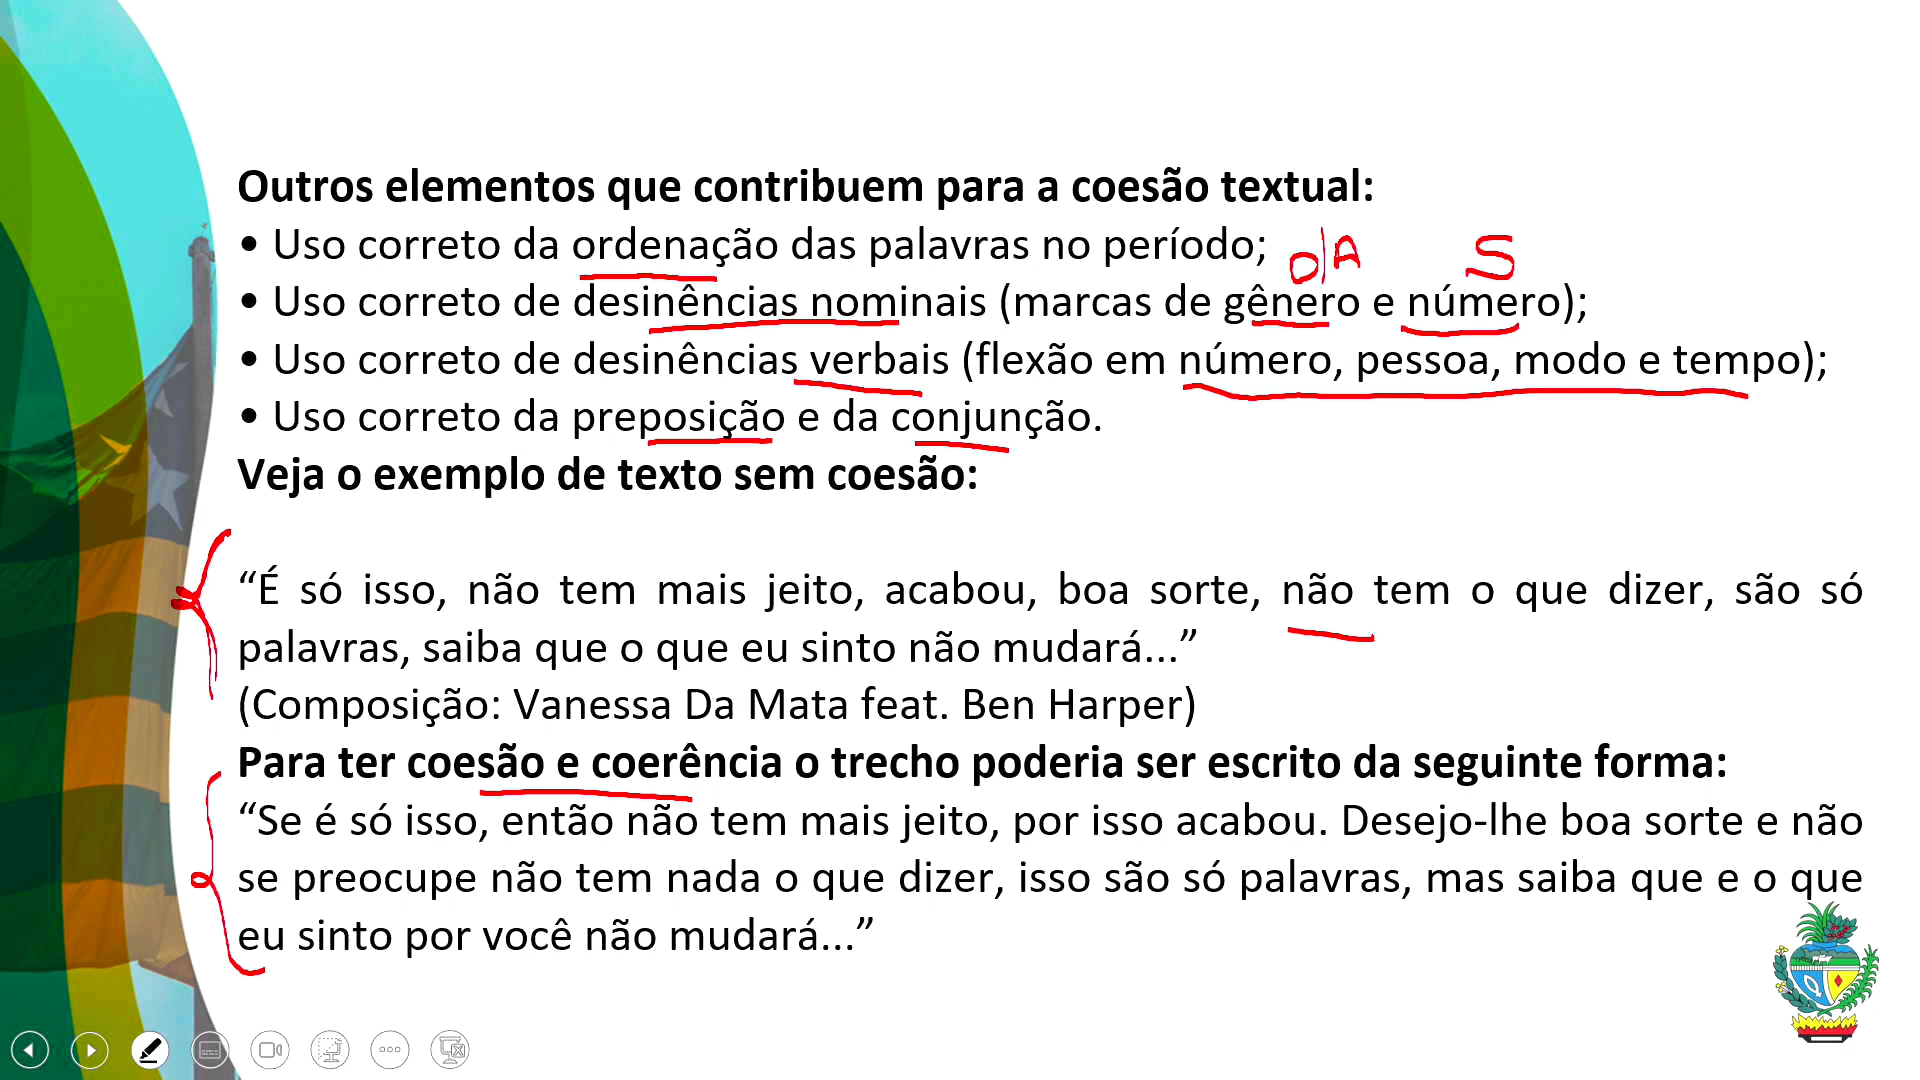 Outros elementos que contribuem para a coesão textual:
• Uso correto da ordenação das palavras no período;
O/A S
• Uso correto de desinências nominais (marcas de gênero e número);
• Uso correto de desinências verbais (flexão em número, pessoa, modo e tempo);
• Uso correto da preposição e da conjunção.
Veja o exemplo de texto sem coesão:
“É só isso, não tem mais jeito, acabou, boa sorte, não tem o que dizer, são só
palavras, saiba que o que eu sinto não mudará...”
(Composição: Vanessa Da Mata feat. Ben Harper)
Para ter coesão e coerência o trecho poderia ser escrito da seguinte forma:
“Se é só isso, então não tem mais jeito, por isso acabou. Desejo-lhe boa sorte e não
se preocupe não tem nada o que dizer, isso são só palavras, mas saiba que e o que
eu sinto por você não mudará...”